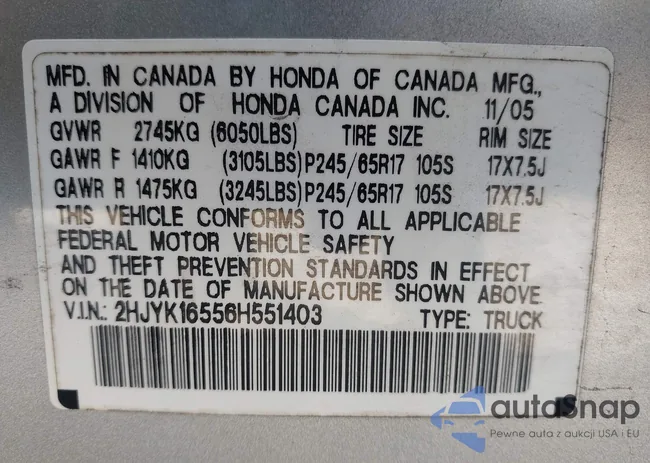 MFD. IN CANADA BY HONDA OF CANADA MFG.,
A DIVISION OF HONDA CANADA INC. 11/05
GVWR 2745KG (6050LBS) TIRE SIZE RIM SIZE
GAWR F 1410KG (3105LBS) P245/65R17 105S 17X7.5J
GAWR R 1475KG (3245LBS) P245/65R17 105S 17X7.5J
THIS VEHICLE CONFORMS TO ALL APPLICABLE
FEDERAL MOTOR VEHICLE SAFETY
AND THEFT PREVENTION STANDARDS IN EFFECT
ON THE DATE OF MANUFACTURE SHOWN ABOVE.
V.I.N.: 2HJYK16556H551403 TYPE: TRUCK
autosnap
Pewne auta z aukcji USA i EU